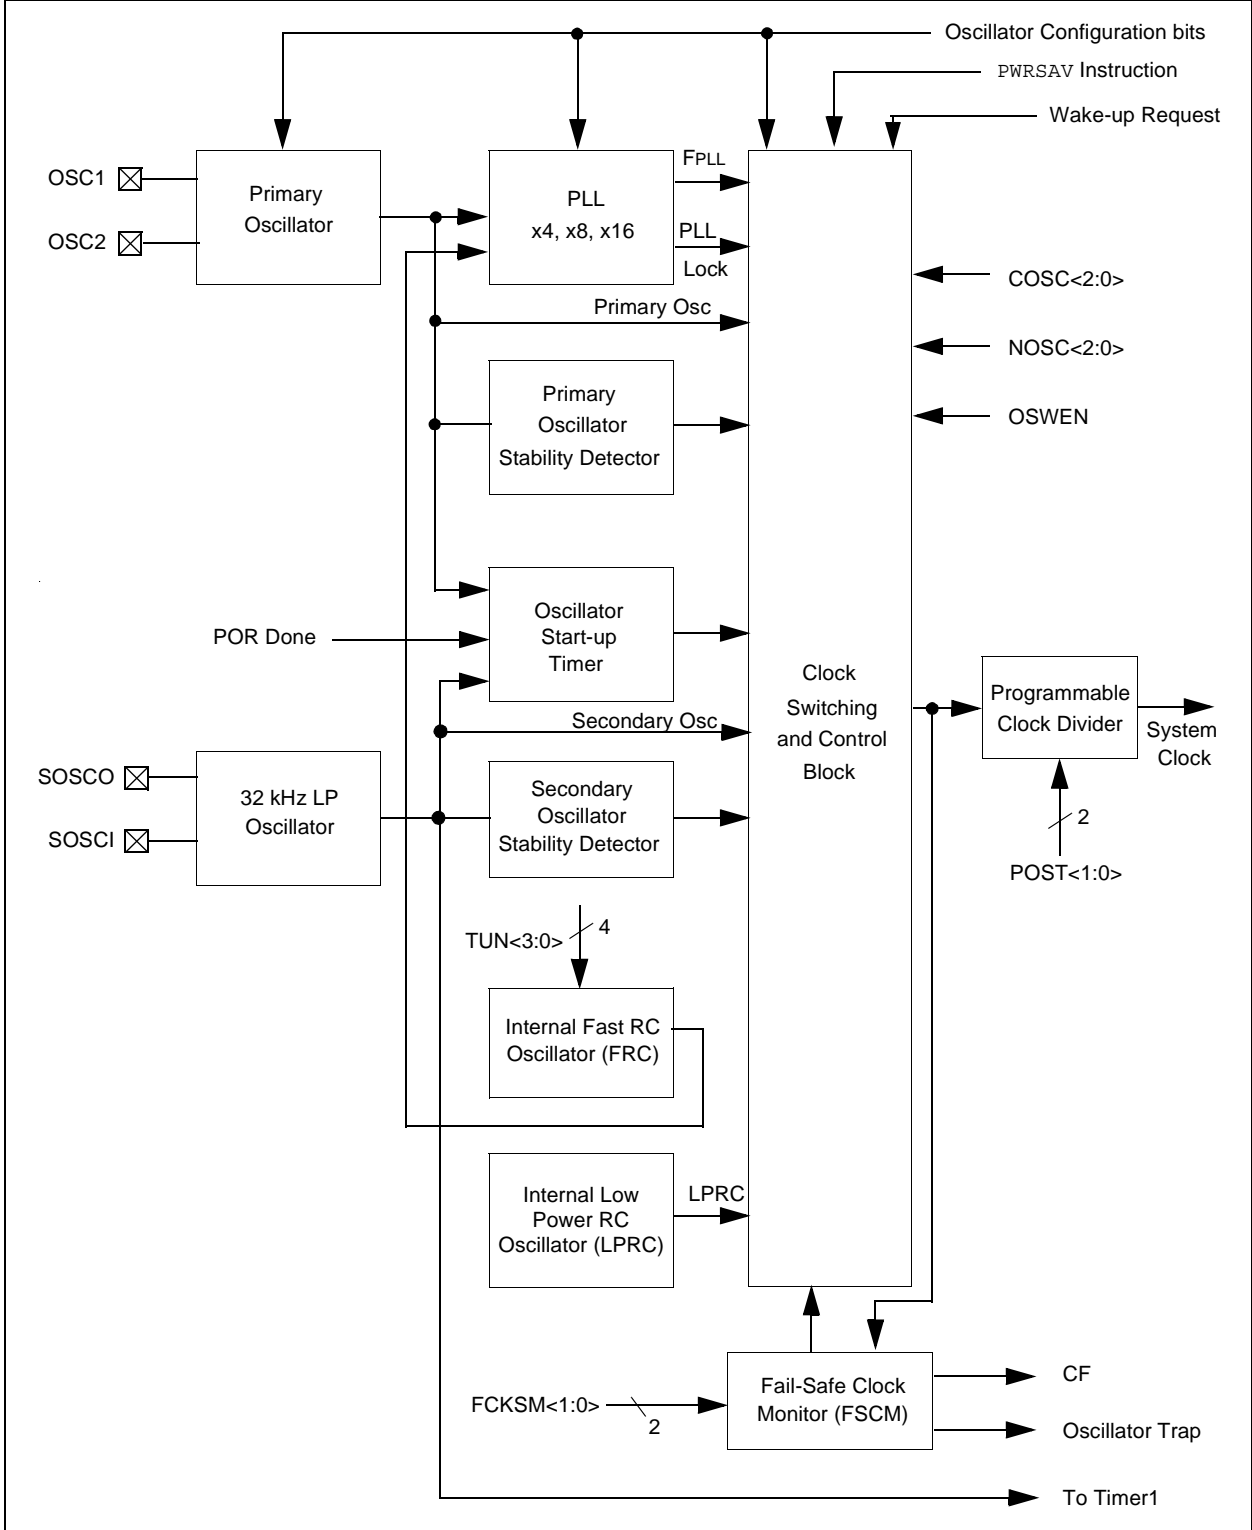 Oscillator Configuration bits
PWRSAV Instruction
Wake-up Request
OSC1
OSC2
Primary
Oscillator
PLL
x4, x8, x16
FPLL
PLL
Lock
COSC<2:0>
Primary Osc
NOSC<2:0>
Primary
Oscillator
Stability Detector
OSWEN
POR Done
Oscillator
Start-up
Timer
Clock
Switching
and Control
Block
Programmable
Clock Divider
System
Clock
Secondary Osc
SOSCO
SOSCI
32 kHz LP
Oscillator
Secondary
Oscillator
Stability Detector
2
POST<1:0>
TUN<3:0>
4
Internal Fast RC
Oscillator (FRC)
Internal Low
Power RC
Oscillator (LPRC)
LPRC
FCKSM<1:0>
2
Fail-Safe Clock
Monitor (FSCM)
CF
Oscillator Trap
To Timer1